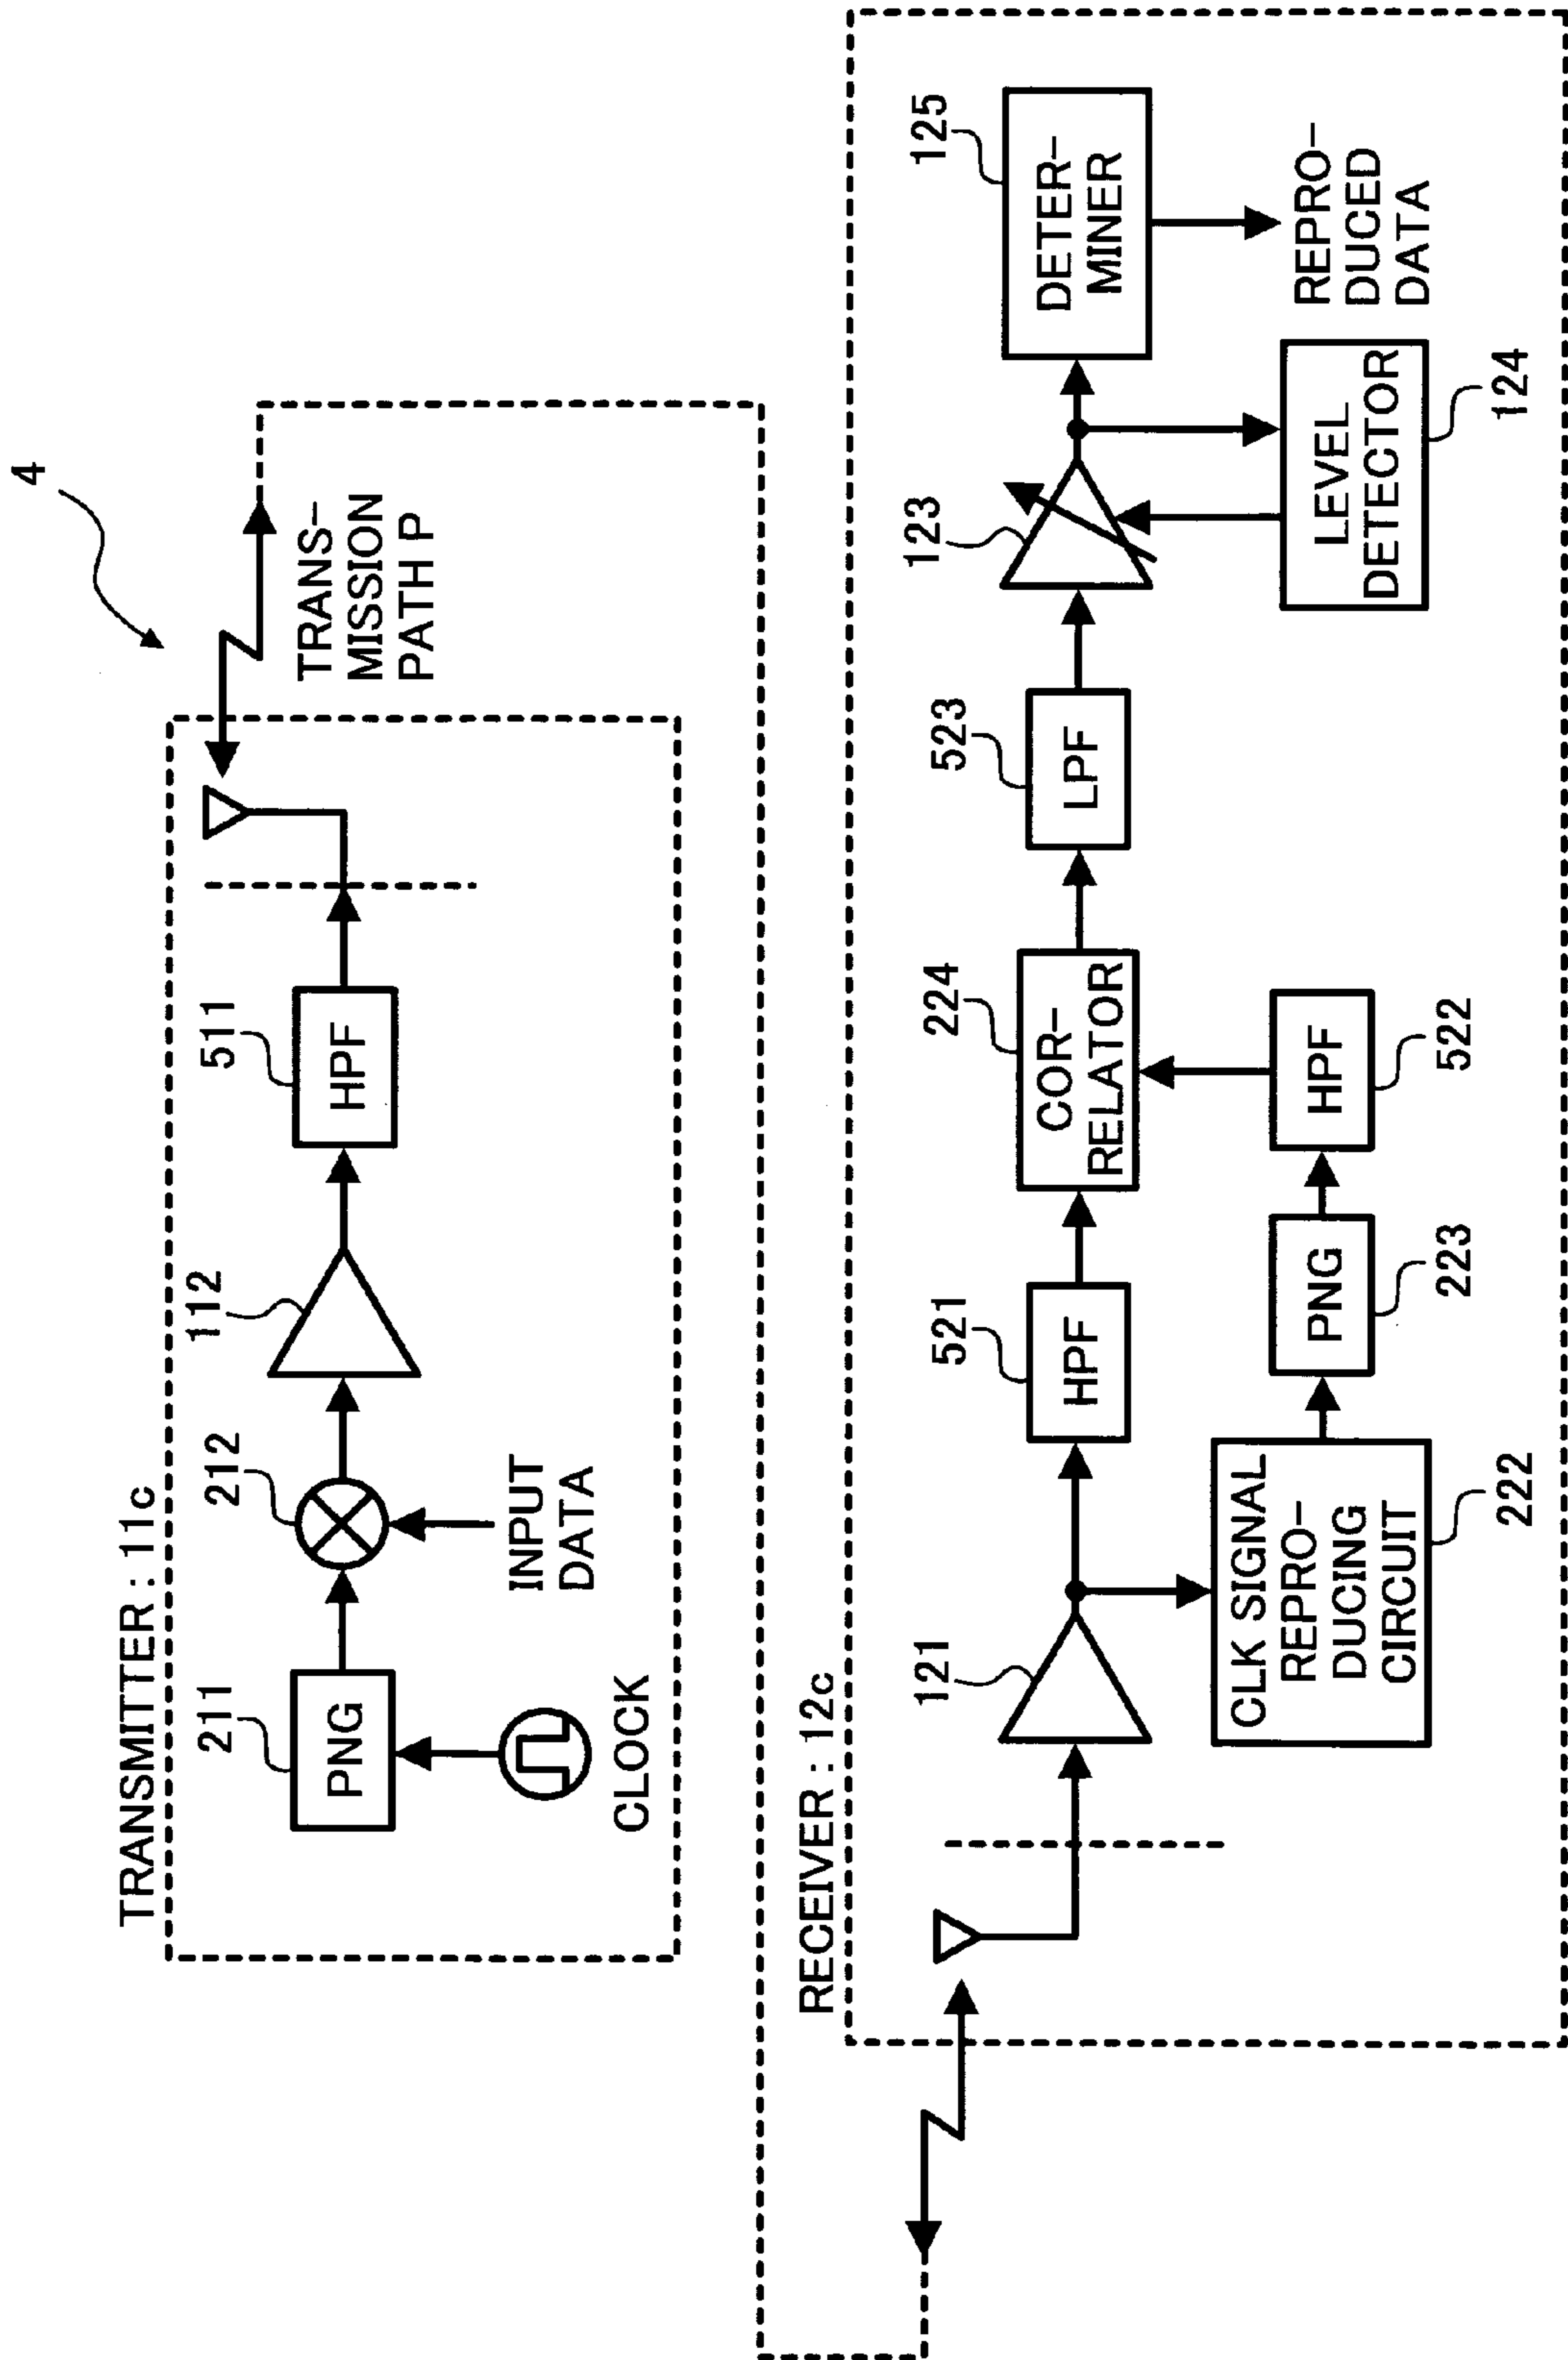 4
TRANSMITTER : 11c
211
PNG
CLOCK
212
INPUT
DATA
112
511
HPF
TRANS-
MISSION
PATH P
RECEIVER : 12c
121
CLK SIGNAL
REPRO-
DUCING
CIRCUIT
222
521
HPF
PNG
223
224
COR-
RELATOR
HPF
522
523
LPF
123
LEVEL
DETECTOR
124
125
DETER-
MINER
REPRO-
DUCED
DATA